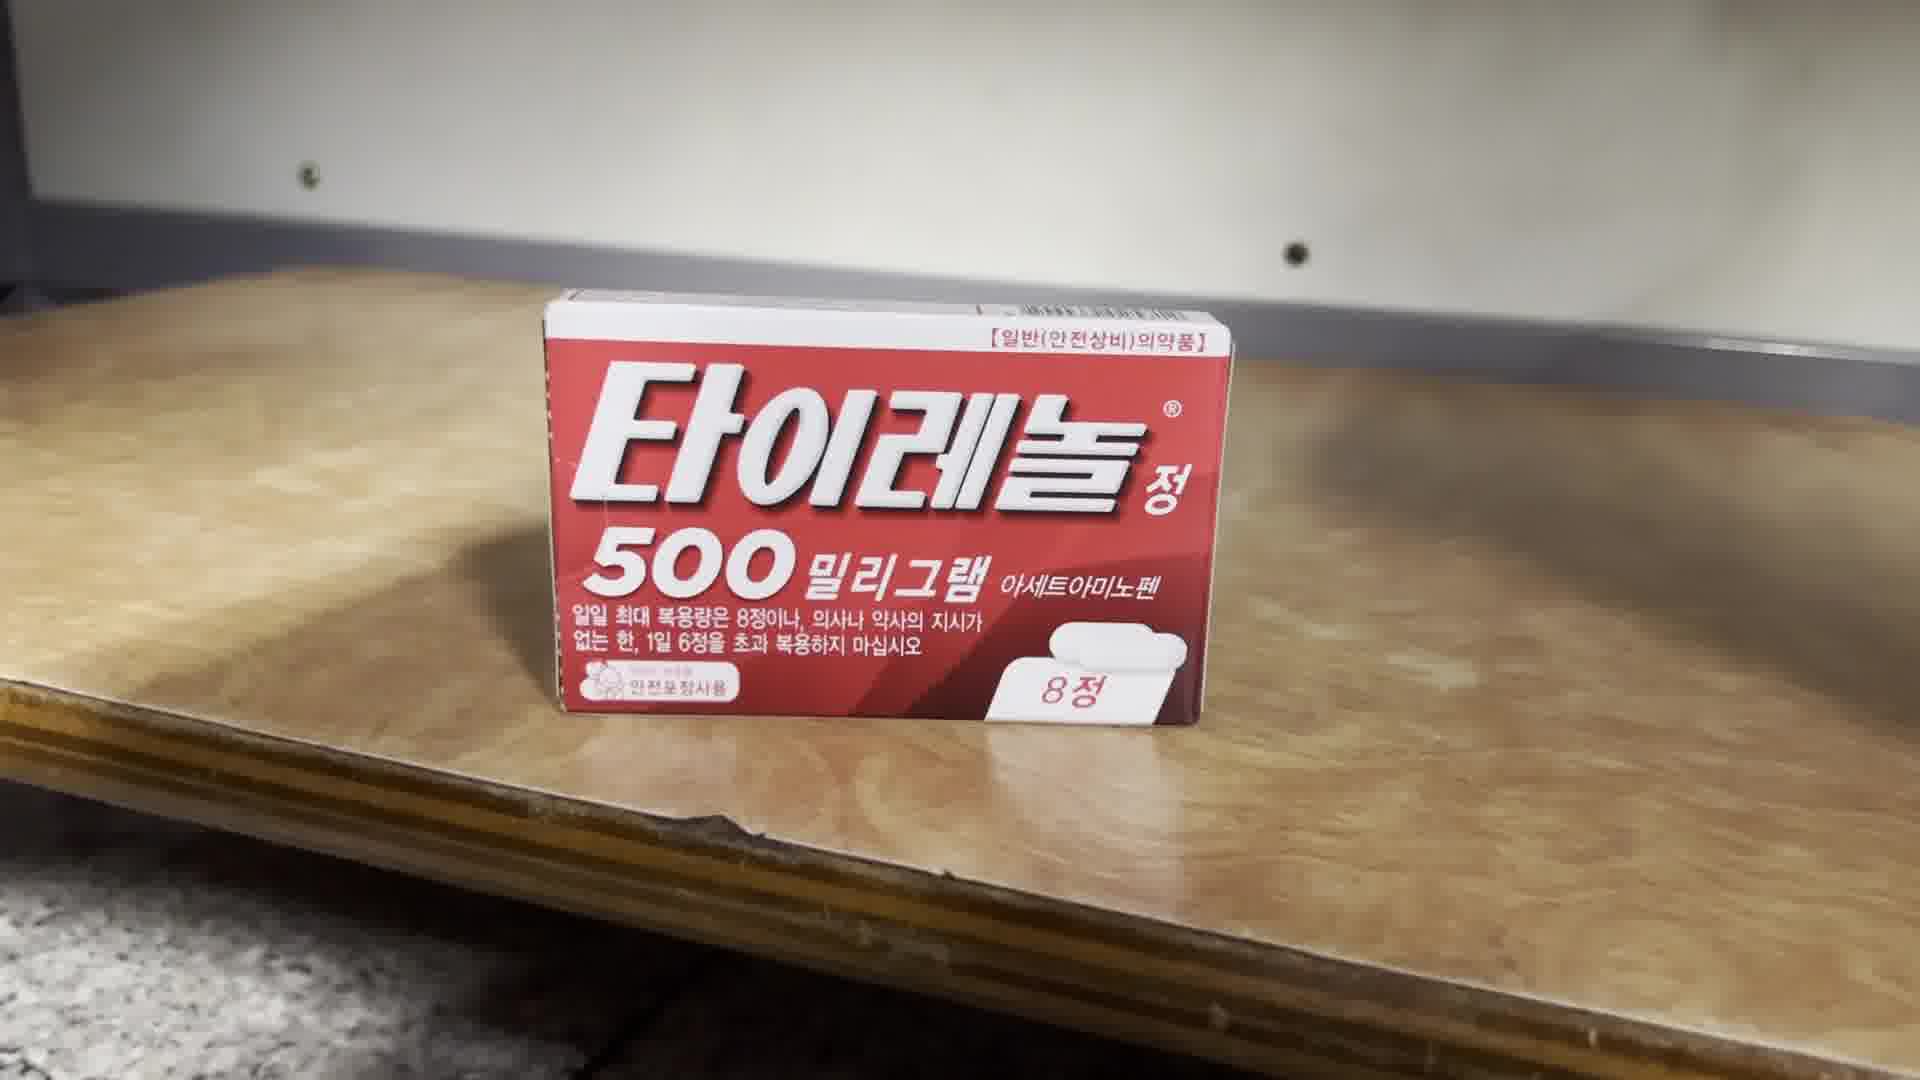 【일반(안전상비)의약품】
타이레놀® 정
500 밀리그램 아세트아미노펜
일일 최대 복용량은 8정이나, 의사나 약사의 지시가
없는 한, 1일 6정을 초과 복용하지 마십시오
안전포장사용
8정